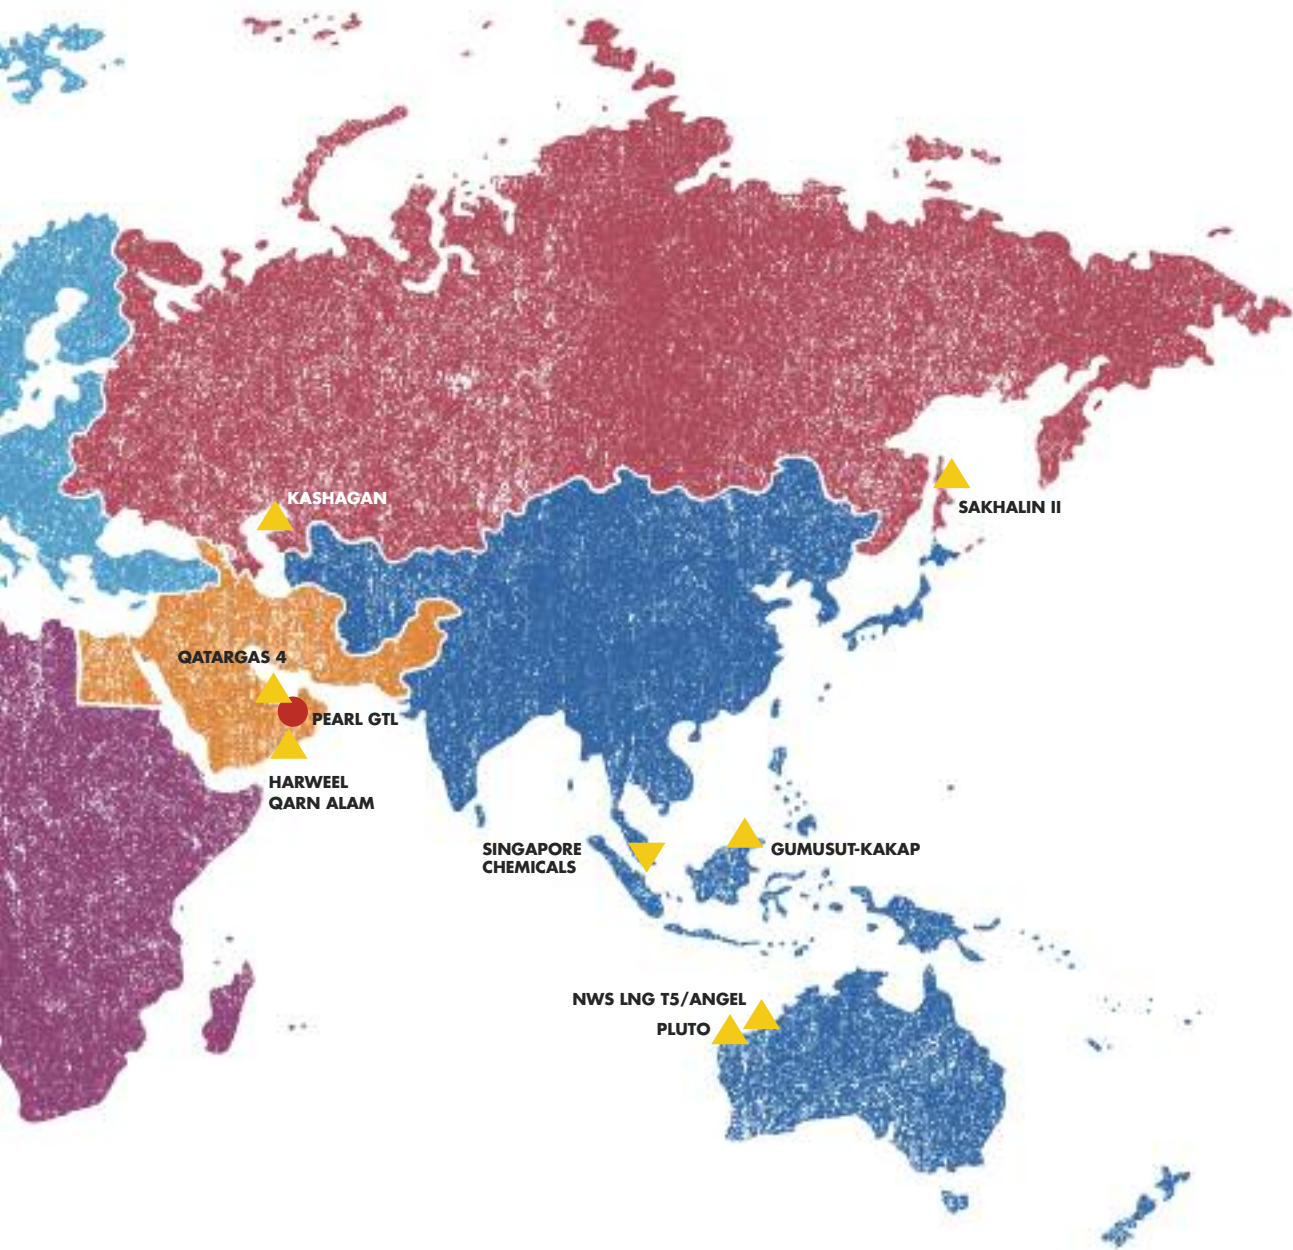 KASHAGAN
SAKHALIN II
QATARGAS 4
PEARL GTL
HARWEEL
QARN ALAM
SINGAPORE
CHEMICALS
GUMUSUT-KAKAP
NWS LNG T5/ANGEL
PLUTO